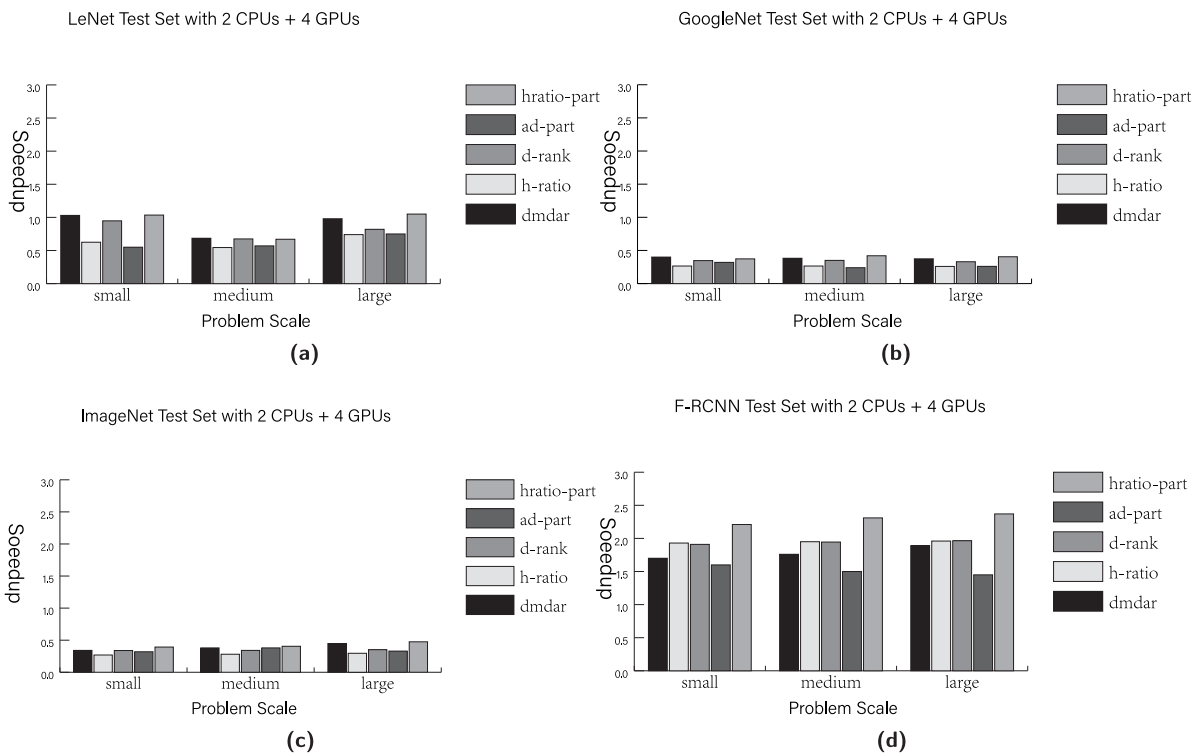 LeNet Test Set with 2 CPUs + 4 GPUs
Soeedup
3.0
2.5
2.0
1.5
1.0
0.5
0.0
small medium large
Problem Scale
hratio-part
ad-part
d-rank
h-ratio
dmdar
(a)
GoogleNet Test Set with 2 CPUs + 4 GPUs
Soeedup
3.0
2.5
2.0
1.5
1.0
0.5
0.0
small medium large
Problem Scale
hratio-part
ad-part
d-rank
h-ratio
dmdar
(b)
ImageNet Test Set with 2 CPUs + 4 GPUs
Soeedup
3.0
2.5
2.0
1.5
1.0
0.5
0.0
small medium large
Problem Scale
hratio-part
ad-part
d-rank
h-ratio
dmdar
(c)
F-RCNN Test Set with 2 CPUs + 4 GPUs
Soeedup
3.0
2.5
2.0
1.5
1.0
0.5
0.0
small medium large
Problem Scale
hratio-part
ad-part
d-rank
h-ratio
dmdar
(d)